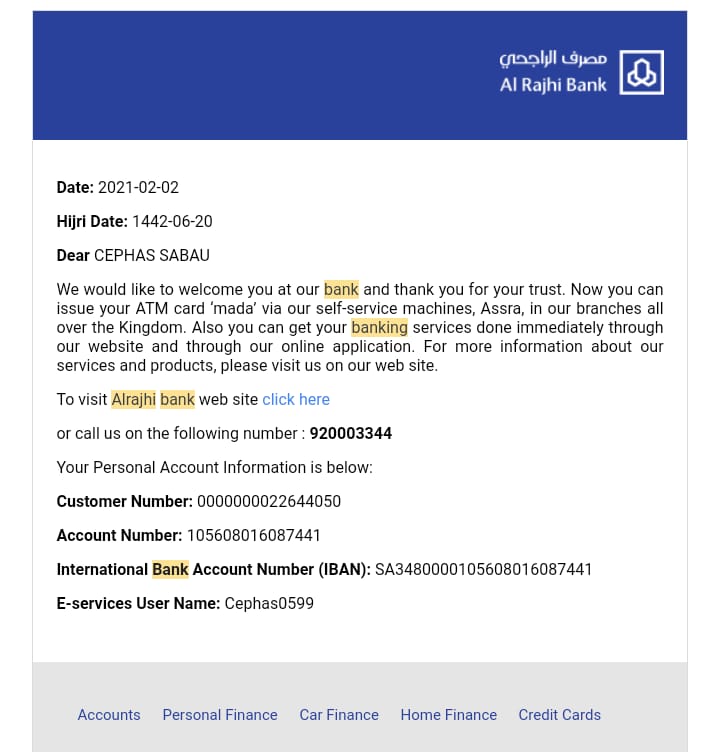 مصرف الراجحي
Al Rajhi Bank
Date: 2021-02-02
Hijri Date: 1442-06-20
Dear CEPHAS SABAU
We would like to welcome you at our bank and thank you for your trust. Now you can
issue your ATM card ‘mada’ via our self-service machines, Assra, in our branches all
over the Kingdom. Also you can get your banking services done immediately through
our website and through our online application. For more information about our
services and products, please visit us on our web site.
To visit Alrajhi bank web site click here
or call us on the following number : 920003344
Your Personal Account Information is below:
Customer Number: 0000000022644050
Account Number: 105608016087441
International Bank Account Number (IBAN): SA3480000105608016087441
E-services User Name: Cephas0599
Accounts Personal Finance Car Finance Home Finance Credit Cards